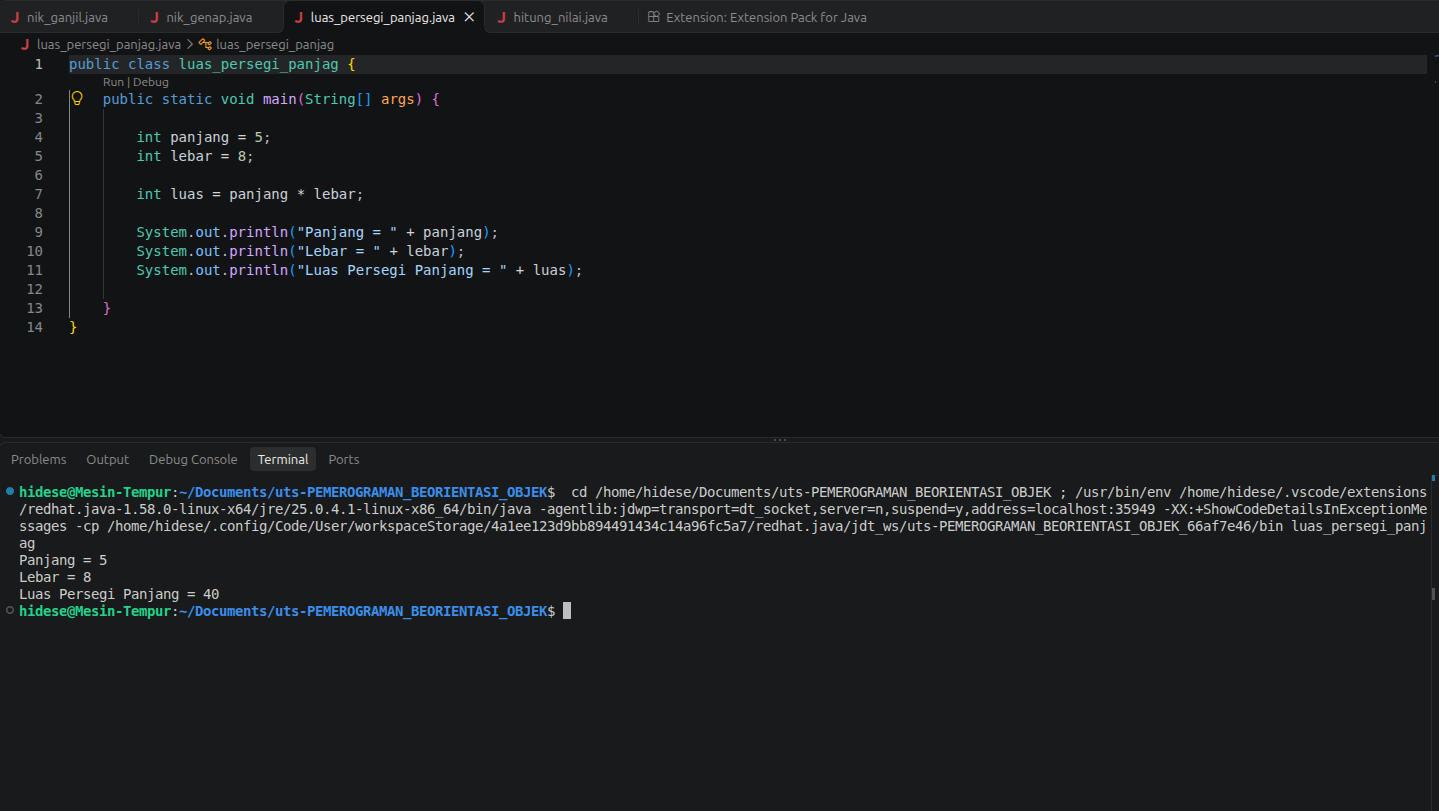 nik_ganjil.java nik_genap.java luas_persegi_panjag.java hitung_nilai.java Extension: Extension Pack for Java
luas_persegi_panjag.java > luas_persegi_panjag
1 public class luas_persegi_panjag {
Run | Debug
2 public static void main(String[] args) {
3
4 int panjang = 5;
5 int lebar = 8;
6
7 int luas = panjang * lebar;
8
9 System.out.println("Panjang = " + panjang);
10 System.out.println("Lebar = " + lebar);
11 System.out.println("Luas Persegi Panjang = " + luas);
12
13 }
14 }
Problems Output Debug Console Terminal Ports
hidese@Mesin-Tempur:~/Documents/uts-PEMEROGRAMAN_BEORIENTASI_OBJEK$ cd /home/hidese/Documents/uts-PEMEROGRAMAN_BEORIENTASI_OBJEK ; /usr/bin/env /home/hidese/.vscode/extensions
/redhat.java-1.58.0-linux-x64/jre/25.0.4.1-linux-x86_64/bin/java -agentlib:jdwp=transport=dt_socket,server=n,suspend=y,address=localhost:35949 -XX:+ShowCodeDetailsInExceptionMe
ssages -cp /home/hidese/.config/Code/User/workspaceStorage/4a1ee123d9bb894491434c14a96fc5a7/redhat.java/jdt_ws/uts-PEMEROGRAMAN_BEORIENTASI_OBJEK_66af7e46/bin luas_persegi_panj
ag
Panjang = 5
Lebar = 8
Luas Persegi Panjang = 40
hidese@Mesin-Tempur:~/Documents/uts-PEMEROGRAMAN_BEORIENTASI_OBJEK$